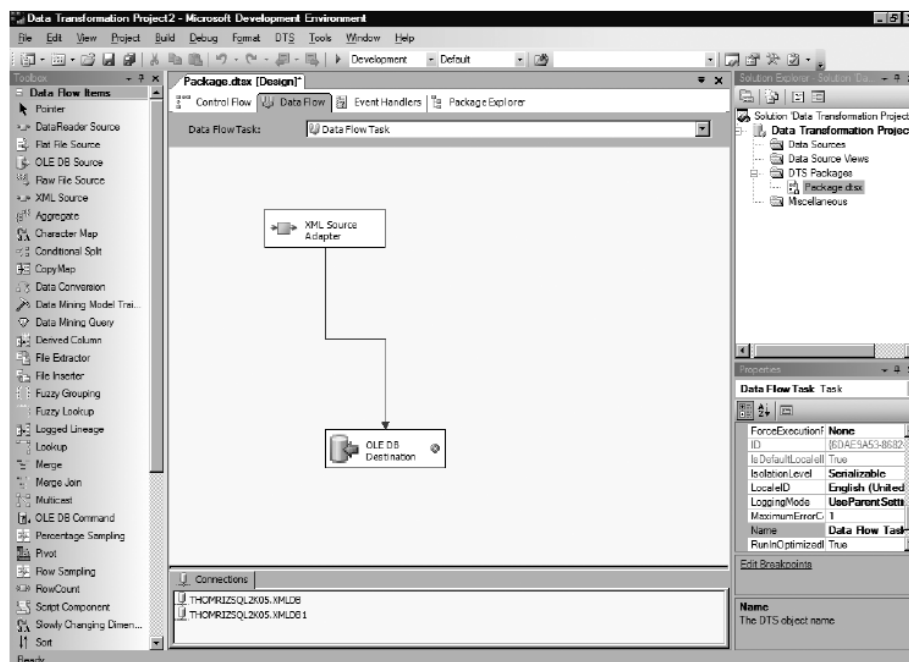 Data Transformation Project2 - Microsoft Development Environment
File Edit View Project Build Debug Format DTS Tools Window Help
Development Default
Toolbox
Data Flow Items
Pointer
DataReader Source
Flat File Source
OLE DB Source
Raw File Source
XML Source
Aggregate
Character Map
Conditional Split
CopyMap
Data Conversion
Data Mining Model Trai...
Data Mining Query
Derived Column
File Extractor
File Inserter
Fuzzy Grouping
Fuzzy Lookup
Logged Lineage
Lookup
Merge
Merge Join
Multicast
OLE DB Command
Percentage Sampling
Pivot
Row Sampling
RowCount
Script Component
Slowly Changing Dimen...
Sort
Package.dtsx [Design]*
Control Flow Data Flow Event Handlers Package Explorer
Data Flow Task: Data Flow Task
XML Source
Adapter
OLE DB
Destination
Connections
THOMRIZSQL2K05.XMLDB
THOMRIZSQL2K05.XMLDB1
Solution Explorer - Solution 'Da...
Solution 'Data Transformation Project
Data Transformation Projec
Data Sources
Data Source Views
DTS Packages
Package.dtsx
Miscellaneous
Properties
Data Flow Task Task
ForceExecutionR None
ID
IsDefaultLocaleII True
IsolationLevel Serializable
LocaleID English (United
LoggingMode UseParentSetti
MaximumErrorC 1
Name Data Flow Task
RunInOptimizedI True
Edit Breakpoints
Name
The DTS object name
Ready